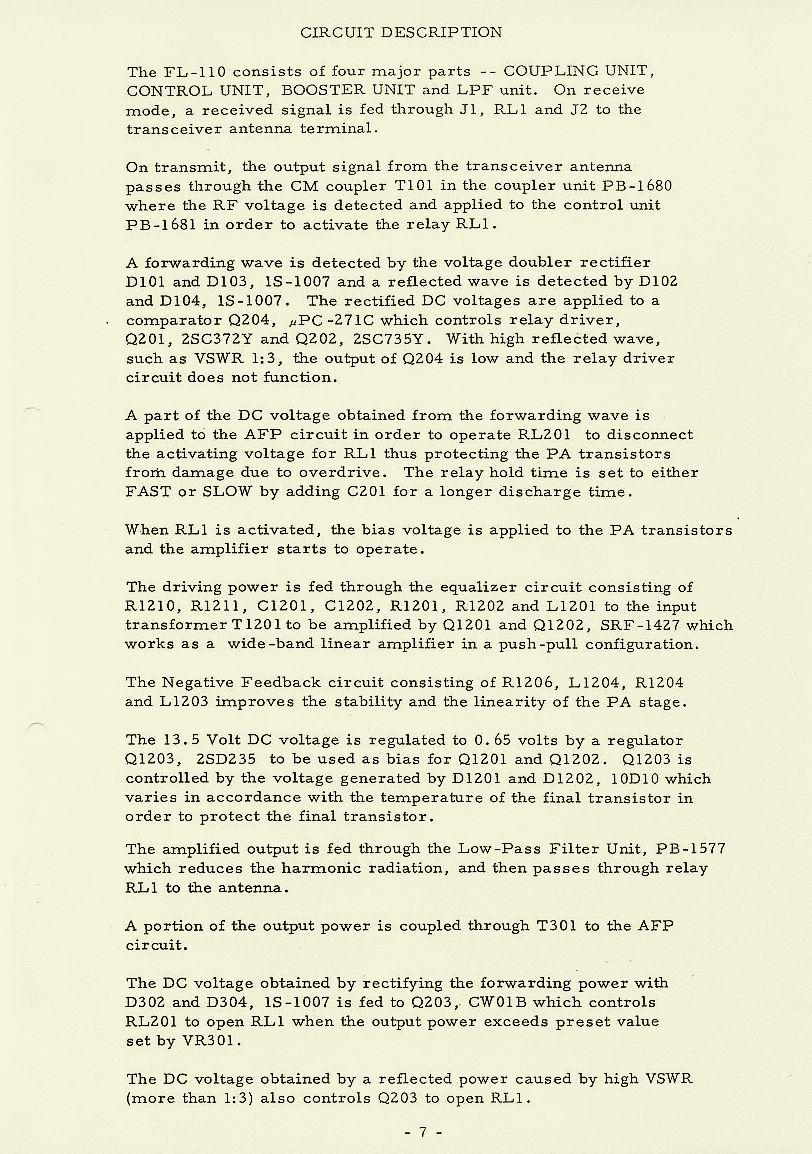 CIRCUIT DESCRIPTION
The FL-110 consists of four major parts -- COUPLING UNIT,
CONTROL UNIT, BOOSTER UNIT and LPF unit. On receive
mode, a received signal is fed through J1, RL1 and J2 to the
transceiver antenna terminal.
On transmit, the output signal from the transceiver antenna
passes through the CM coupler T101 in the coupler unit PB-1680
where the RF voltage is detected and applied to the control unit
PB-1681 in order to activate the relay RL1.
A forwarding wave is detected by the voltage doubler rectifier
D101 and D103, 1S-1007 and a reflected wave is detected by D102
and D104, 1S-1007. The rectified DC voltages are applied to a
comparator Q204, μPC-271C which controls relay driver,
Q201, 2SC372Y and Q202, 2SC735Y. With high reflected wave,
such as VSWR 1:3, the output of Q204 is low and the relay driver
circuit does not function.
A part of the DC voltage obtained from the forwarding wave is
applied to the AFP circuit in order to operate RL201 to disconnect
the activating voltage for RL1 thus protecting the PA transistors
from damage due to overdrive. The relay hold time is set to either
FAST or SLOW by adding C201 for a longer discharge time.
When RL1 is activated, the bias voltage is applied to the PA transistors
and the amplifier starts to operate.
The driving power is fed through the equalizer circuit consisting of
R1210, R1211, C1201, C1202, R1201, R1202 and L1201 to the input
transformer T1201 to be amplified by Q1201 and Q1202, SRF-1427 which
works as a wide-band linear amplifier in a push-pull configuration.
The Negative Feedback circuit consisting of R1206, L1204, R1204
and L1203 improves the stability and the linearity of the PA stage.
The 13.5 Volt DC voltage is regulated to 0.65 volts by a regulator
Q1203, 2SD235 to be used as bias for Q1201 and Q1202. Q1203 is
controlled by the voltage generated by D1201 and D1202, 10D10 which
varies in accordance with the temperature of the final transistor in
order to protect the final transistor.
The amplified output is fed through the Low-Pass Filter Unit, PB-1577
which reduces the harmonic radiation, and then passes through relay
RL1 to the antenna.
A portion of the output power is coupled through T301 to the AFP
circuit.
The DC voltage obtained by rectifying the forwarding power with
D302 and D304, 1S-1007 is fed to Q203, CW01B which controls
RL201 to open RL1 when the output power exceeds preset value
set by VR301.
The DC voltage obtained by a reflected power caused by high VSWR
(more than 1:3) also controls Q203 to open RL1.
- 7 -